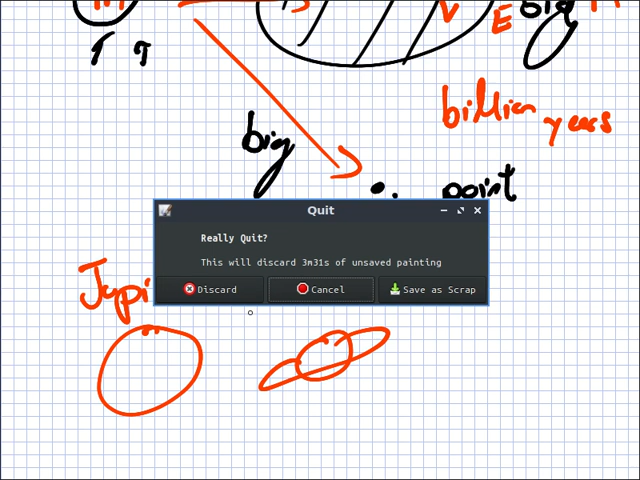 V E big
billion
years
big
point
Quit
Really Quit?
This will discard 3m31s of unsaved painting
Discard Cancel Save as Scrap
Jupi